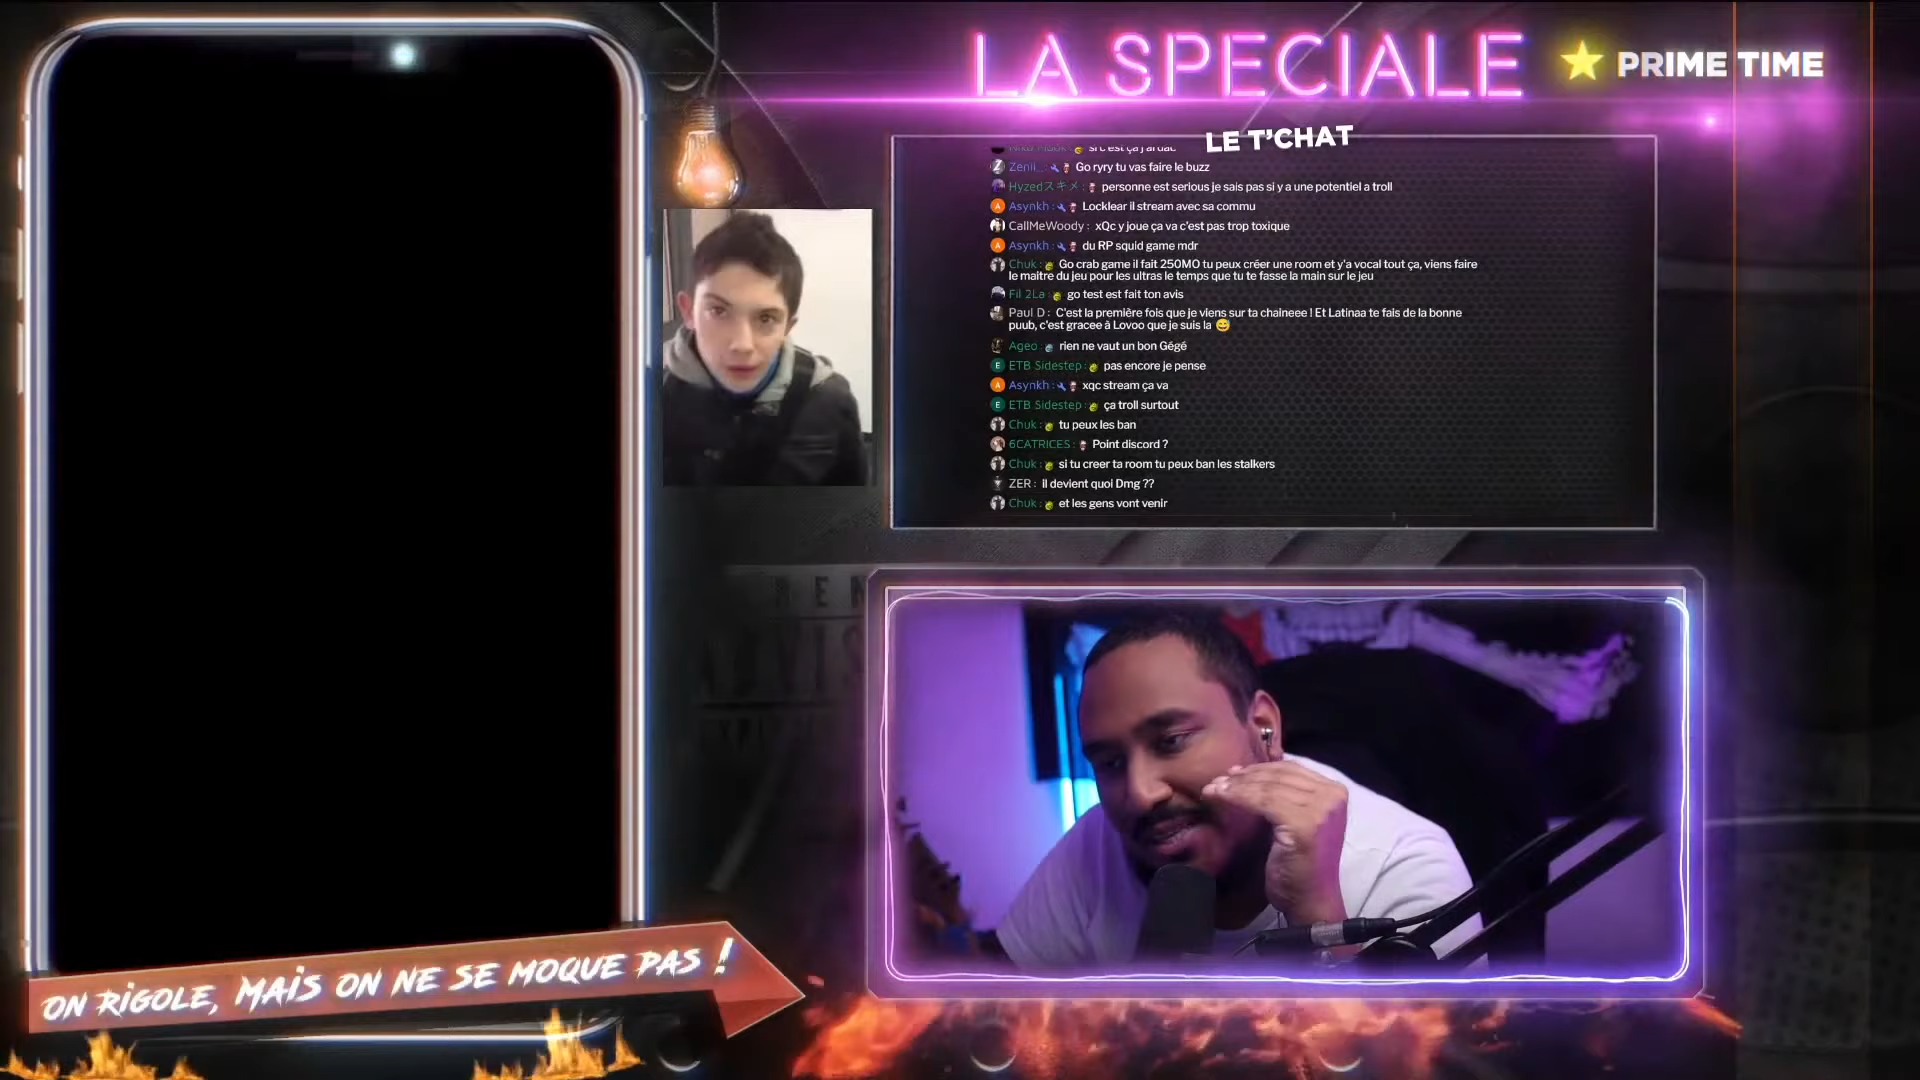 LA SPECIALE
PRIME TIME
LE T'CHAT
Zenii_ : Go ryry tu vas faire le buzz
Hyzedスキメ : personne est serious je sais pas si y a une potentiel a troll
Asynkh : Locklear il stream avec sa commu
CallMeWoody : xQc y joue ça va c'est pas trop toxique
Asynkh : du RP squid game mdr
Chuk : Go crab game il fait 250MO tu peux créer une room et y'a vocal tout ça, viens faire
le maitre du jeu pour les ultras le temps que tu te fasse la main sur le jeu
Fil 2La : go test est fait ton avis
Paul D : C'est la première fois que je viens sur ta chaineee ! Et Latinaa te fais de la bonne
puub, c'est gracee à Lovoo que je suis la 😅
Ageo : rien ne vaut un bon Gégé
ETB Sidestep : pas encore je pense
Asynkh : xqc stream ça va
ETB Sidestep : ça troll surtout
Chuk : tu peux les ban
6CATRICES : Point discord ?
Chuk : si tu creer ta room tu peux ban les stalkers
ZER : il devient quoi Dmg ??
Chuk : et les gens vont venir
ON RIGOLE, MAIS ON NE SE MOQUE PAS !